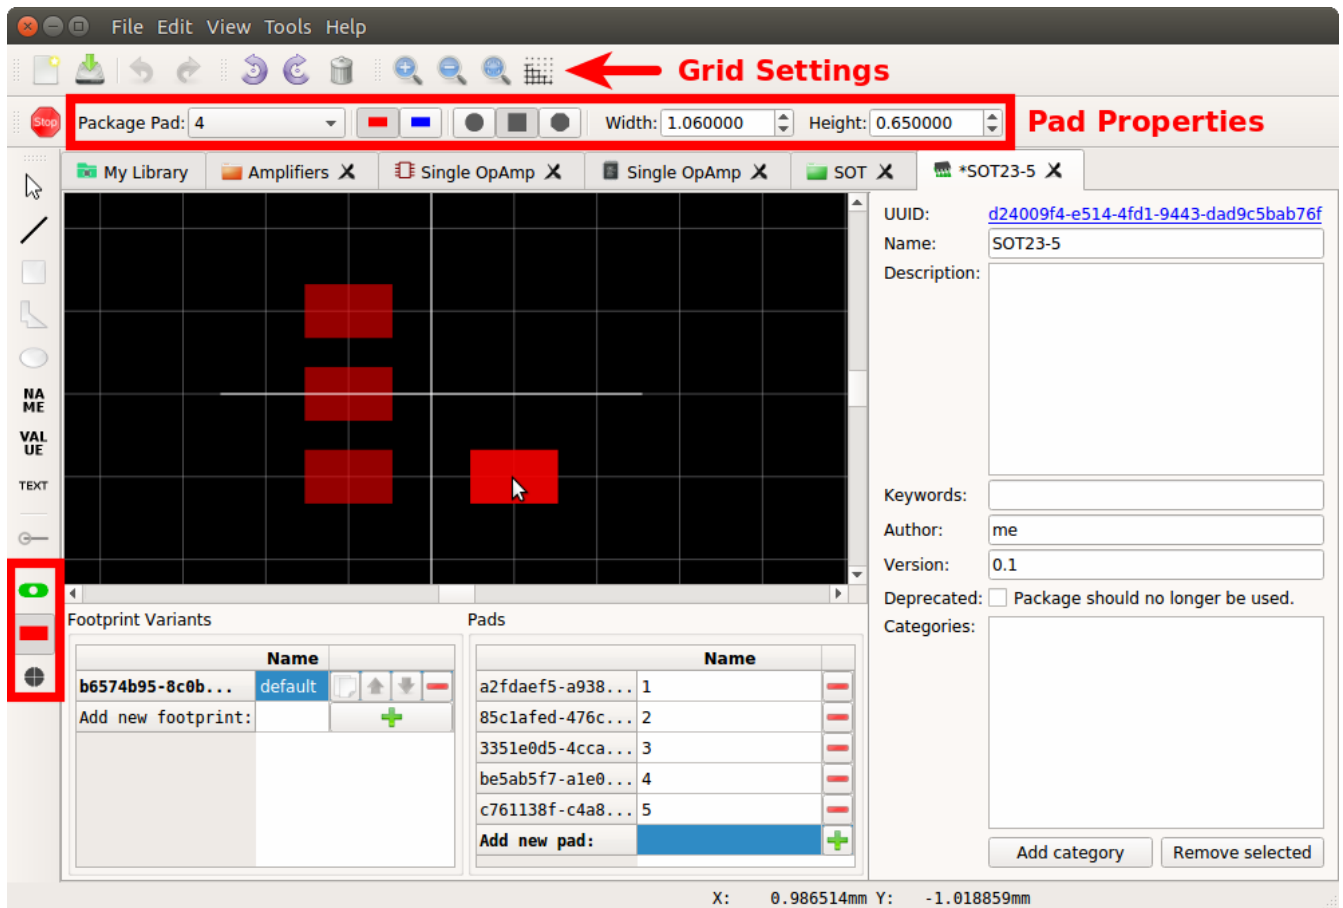 File Edit View Tools Help
Grid Settings
Stop Package Pad: 4 Width: 1.060000 Height: 0.650000 Pad Properties
My Library Amplifiers Single OpAmp Single OpAmp SOT *SOT23-5
UUID: d24009f4-e514-4fd1-9443-dad9c5bab76f
Name: SOT23-5
Description:
NA
ME
VAL
UE
TEXT
Keywords:
Author: me
Version: 0.1
Deprecated: Package should no longer be used.
Categories:
Footprint Variants
Name
b6574b95-8c0b... default
Add new footprint:
Pads
Name
a2fdaef5-a938... 1
85c1afed-476c... 2
3351e0d5-4cca... 3
be5ab5f7-a1e0... 4
c761138f-c4a8... 5
Add new pad:
Add category Remove selected
X: 0.986514mm Y: -1.018859mm